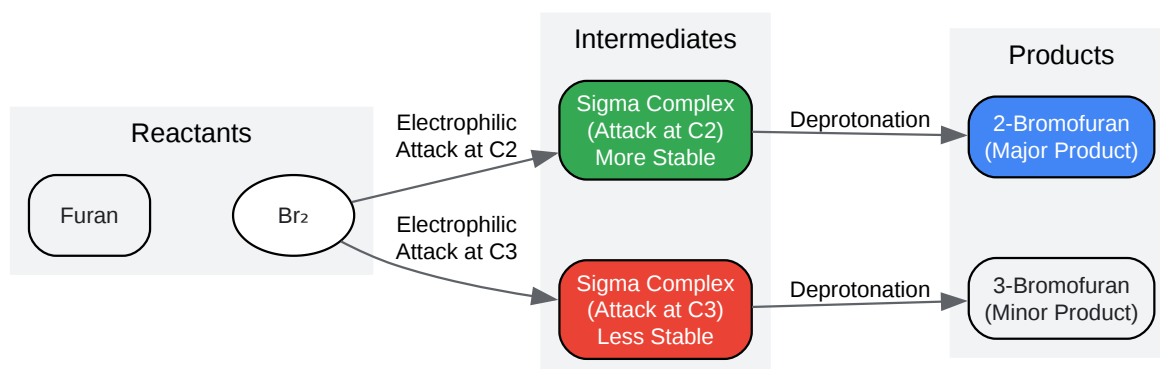 Reactants
Furan
Br₂
Electrophilic
Attack at C2
Electrophilic
Attack at C3
Intermediates
Sigma Complex
(Attack at C2)
More Stable
Sigma Complex
(Attack at C3)
Less Stable
Deprotonation
Deprotonation
Products
2-Bromofuran
(Major Product)
3-Bromofuran
(Minor Product)